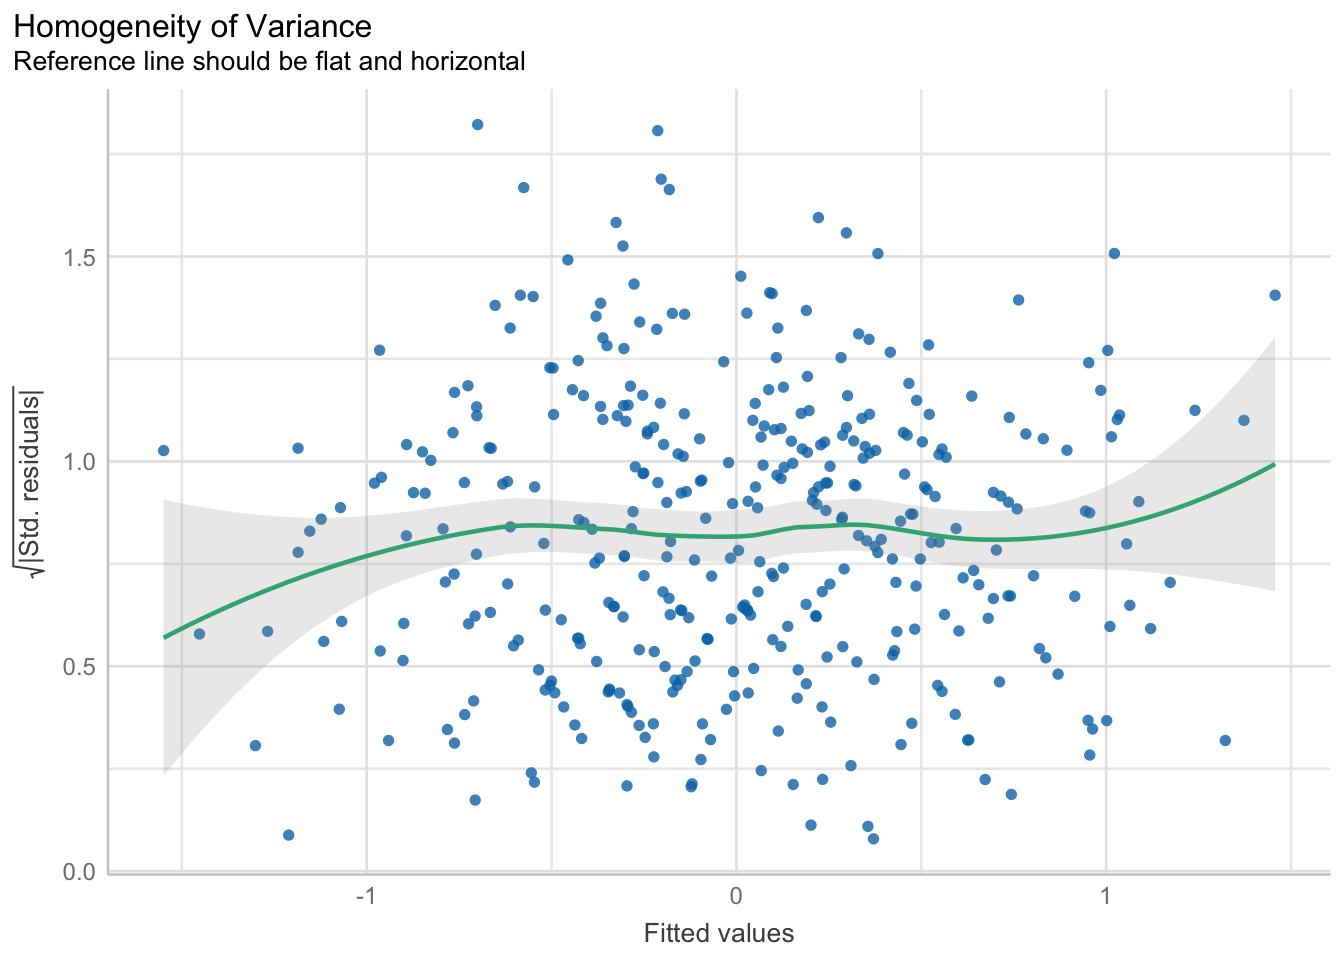 Homogeneity of Variance
Reference line should be flat and horizontal
√|Std. residuals|
1.5
1.0
0.5
0.0
-1
0
1
Fitted values